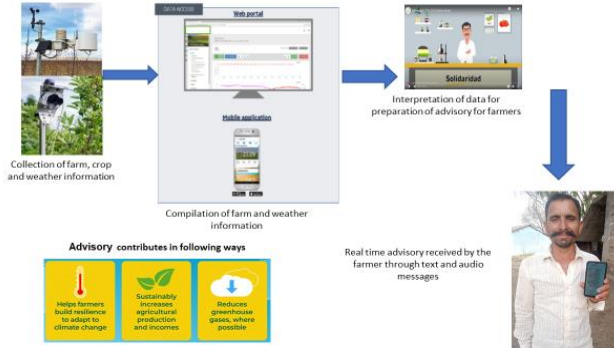 DATA ACCESS
Web portal
Mobile application
Solidaridad
Collection of farm, crop
and weather information
Compilation of farm and weather
information
Interpretation of data for
preparation of advisory for farmers
Real time advisory received by the
farmer through text and audio
messages
Advisory contributes in following ways
Helps farmers
build resilience
to adapt to
climate change
Sustainably
increases
agricultural
production
and incomes
Reduces
greenhouse
gases, where
possible